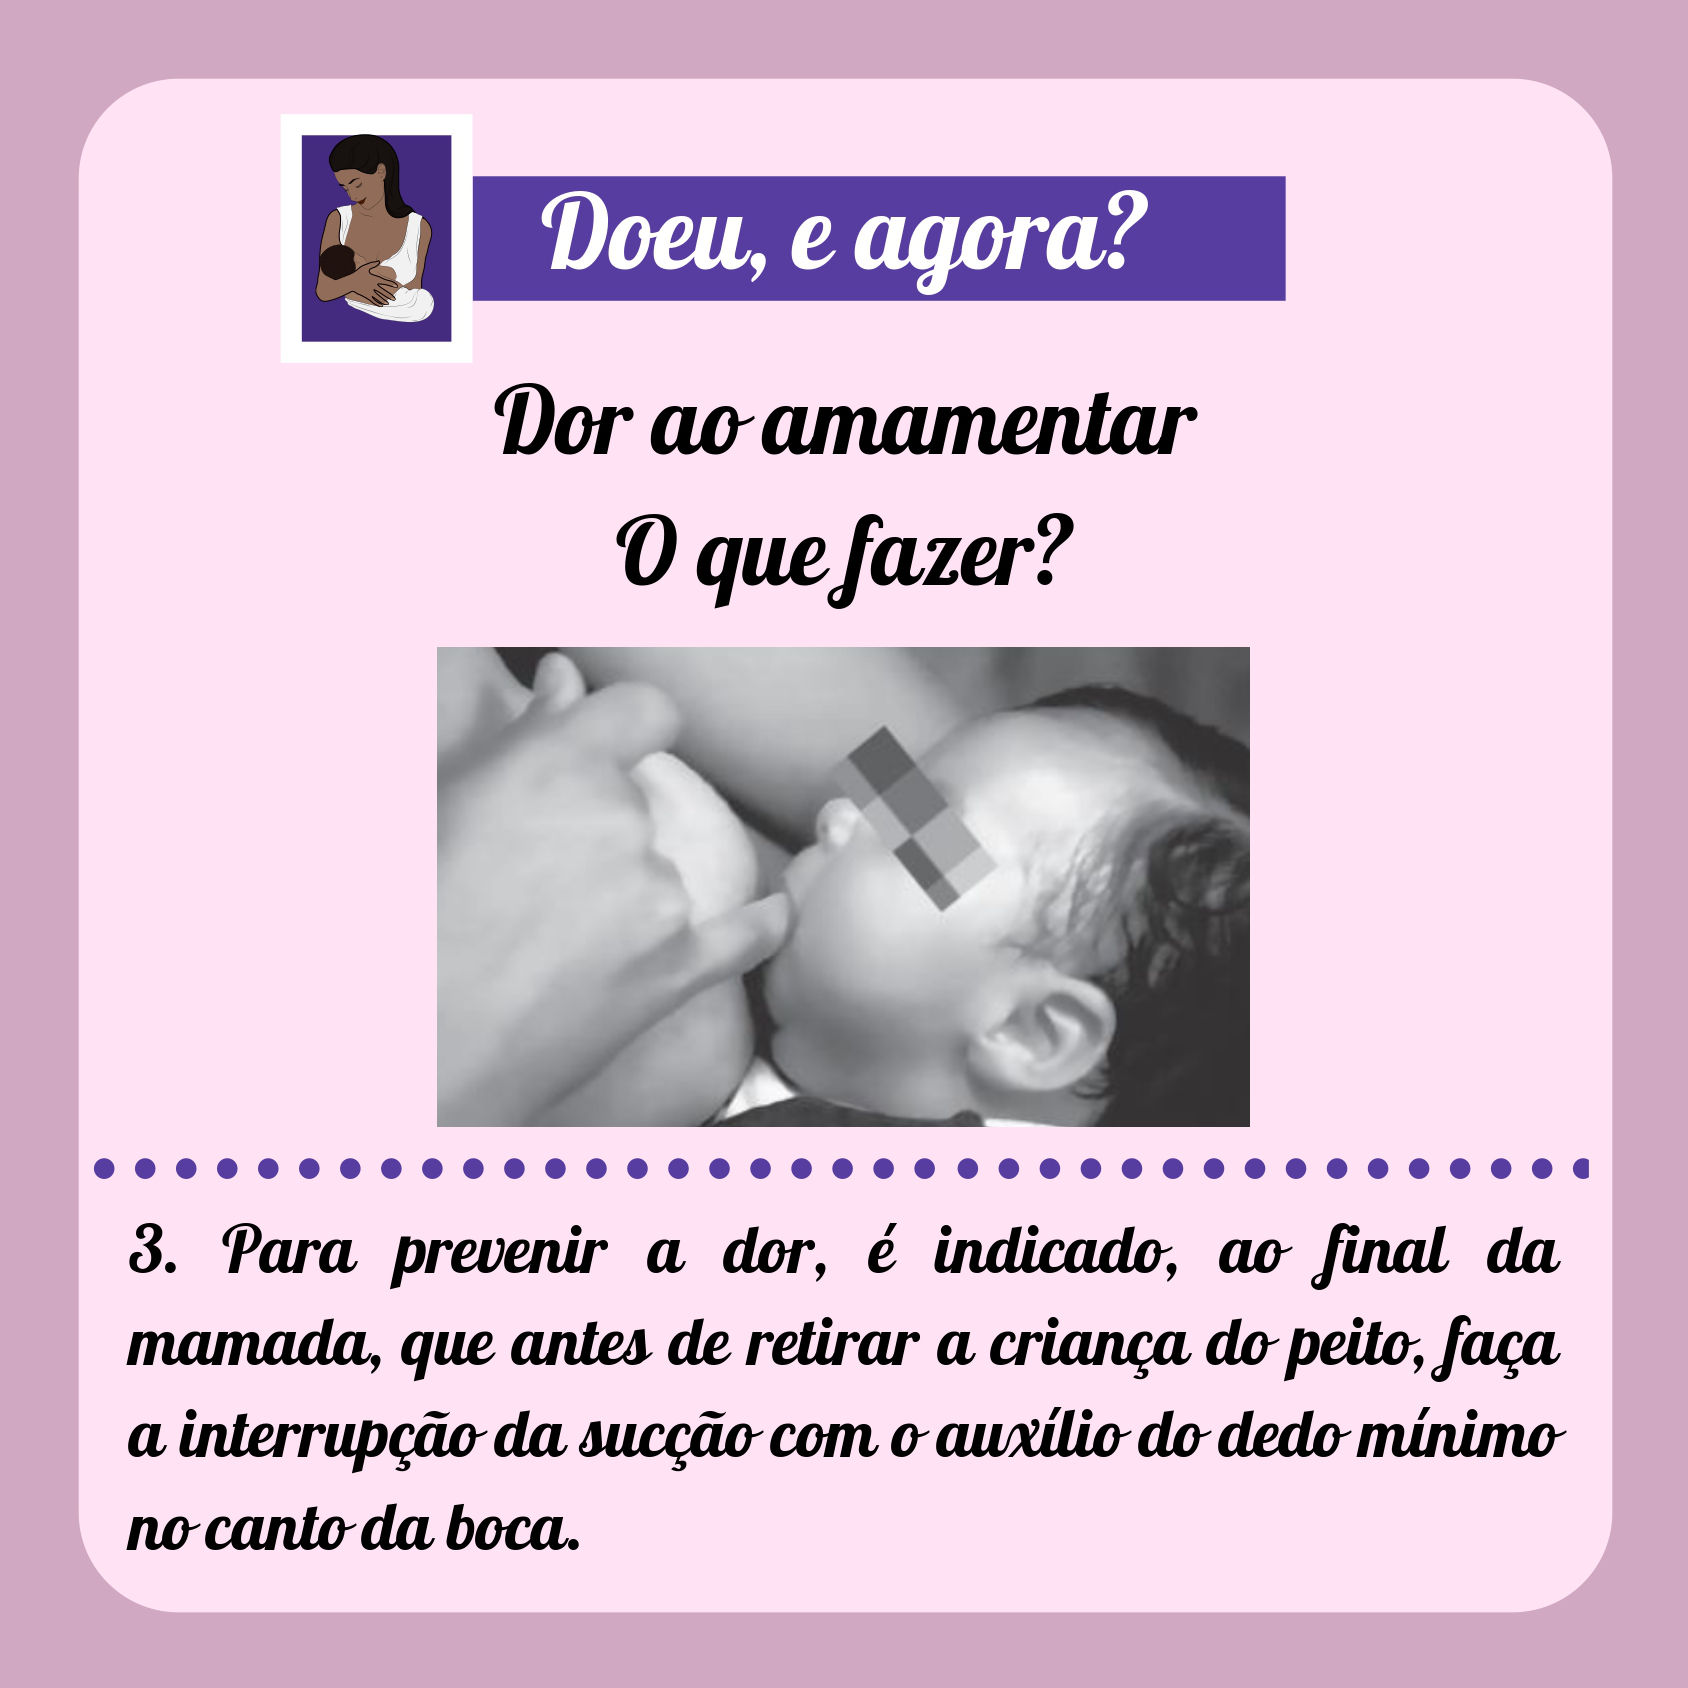 Doeu, e agora?
Dor ao amamentar
O que fazer?
3. Para prevenir a dor, é indicado, ao final da
mamada, que antes de retirar a criança do peito, faça
a interrupção da sucção com o auxílio do dedo mínimo
no canto da boca.